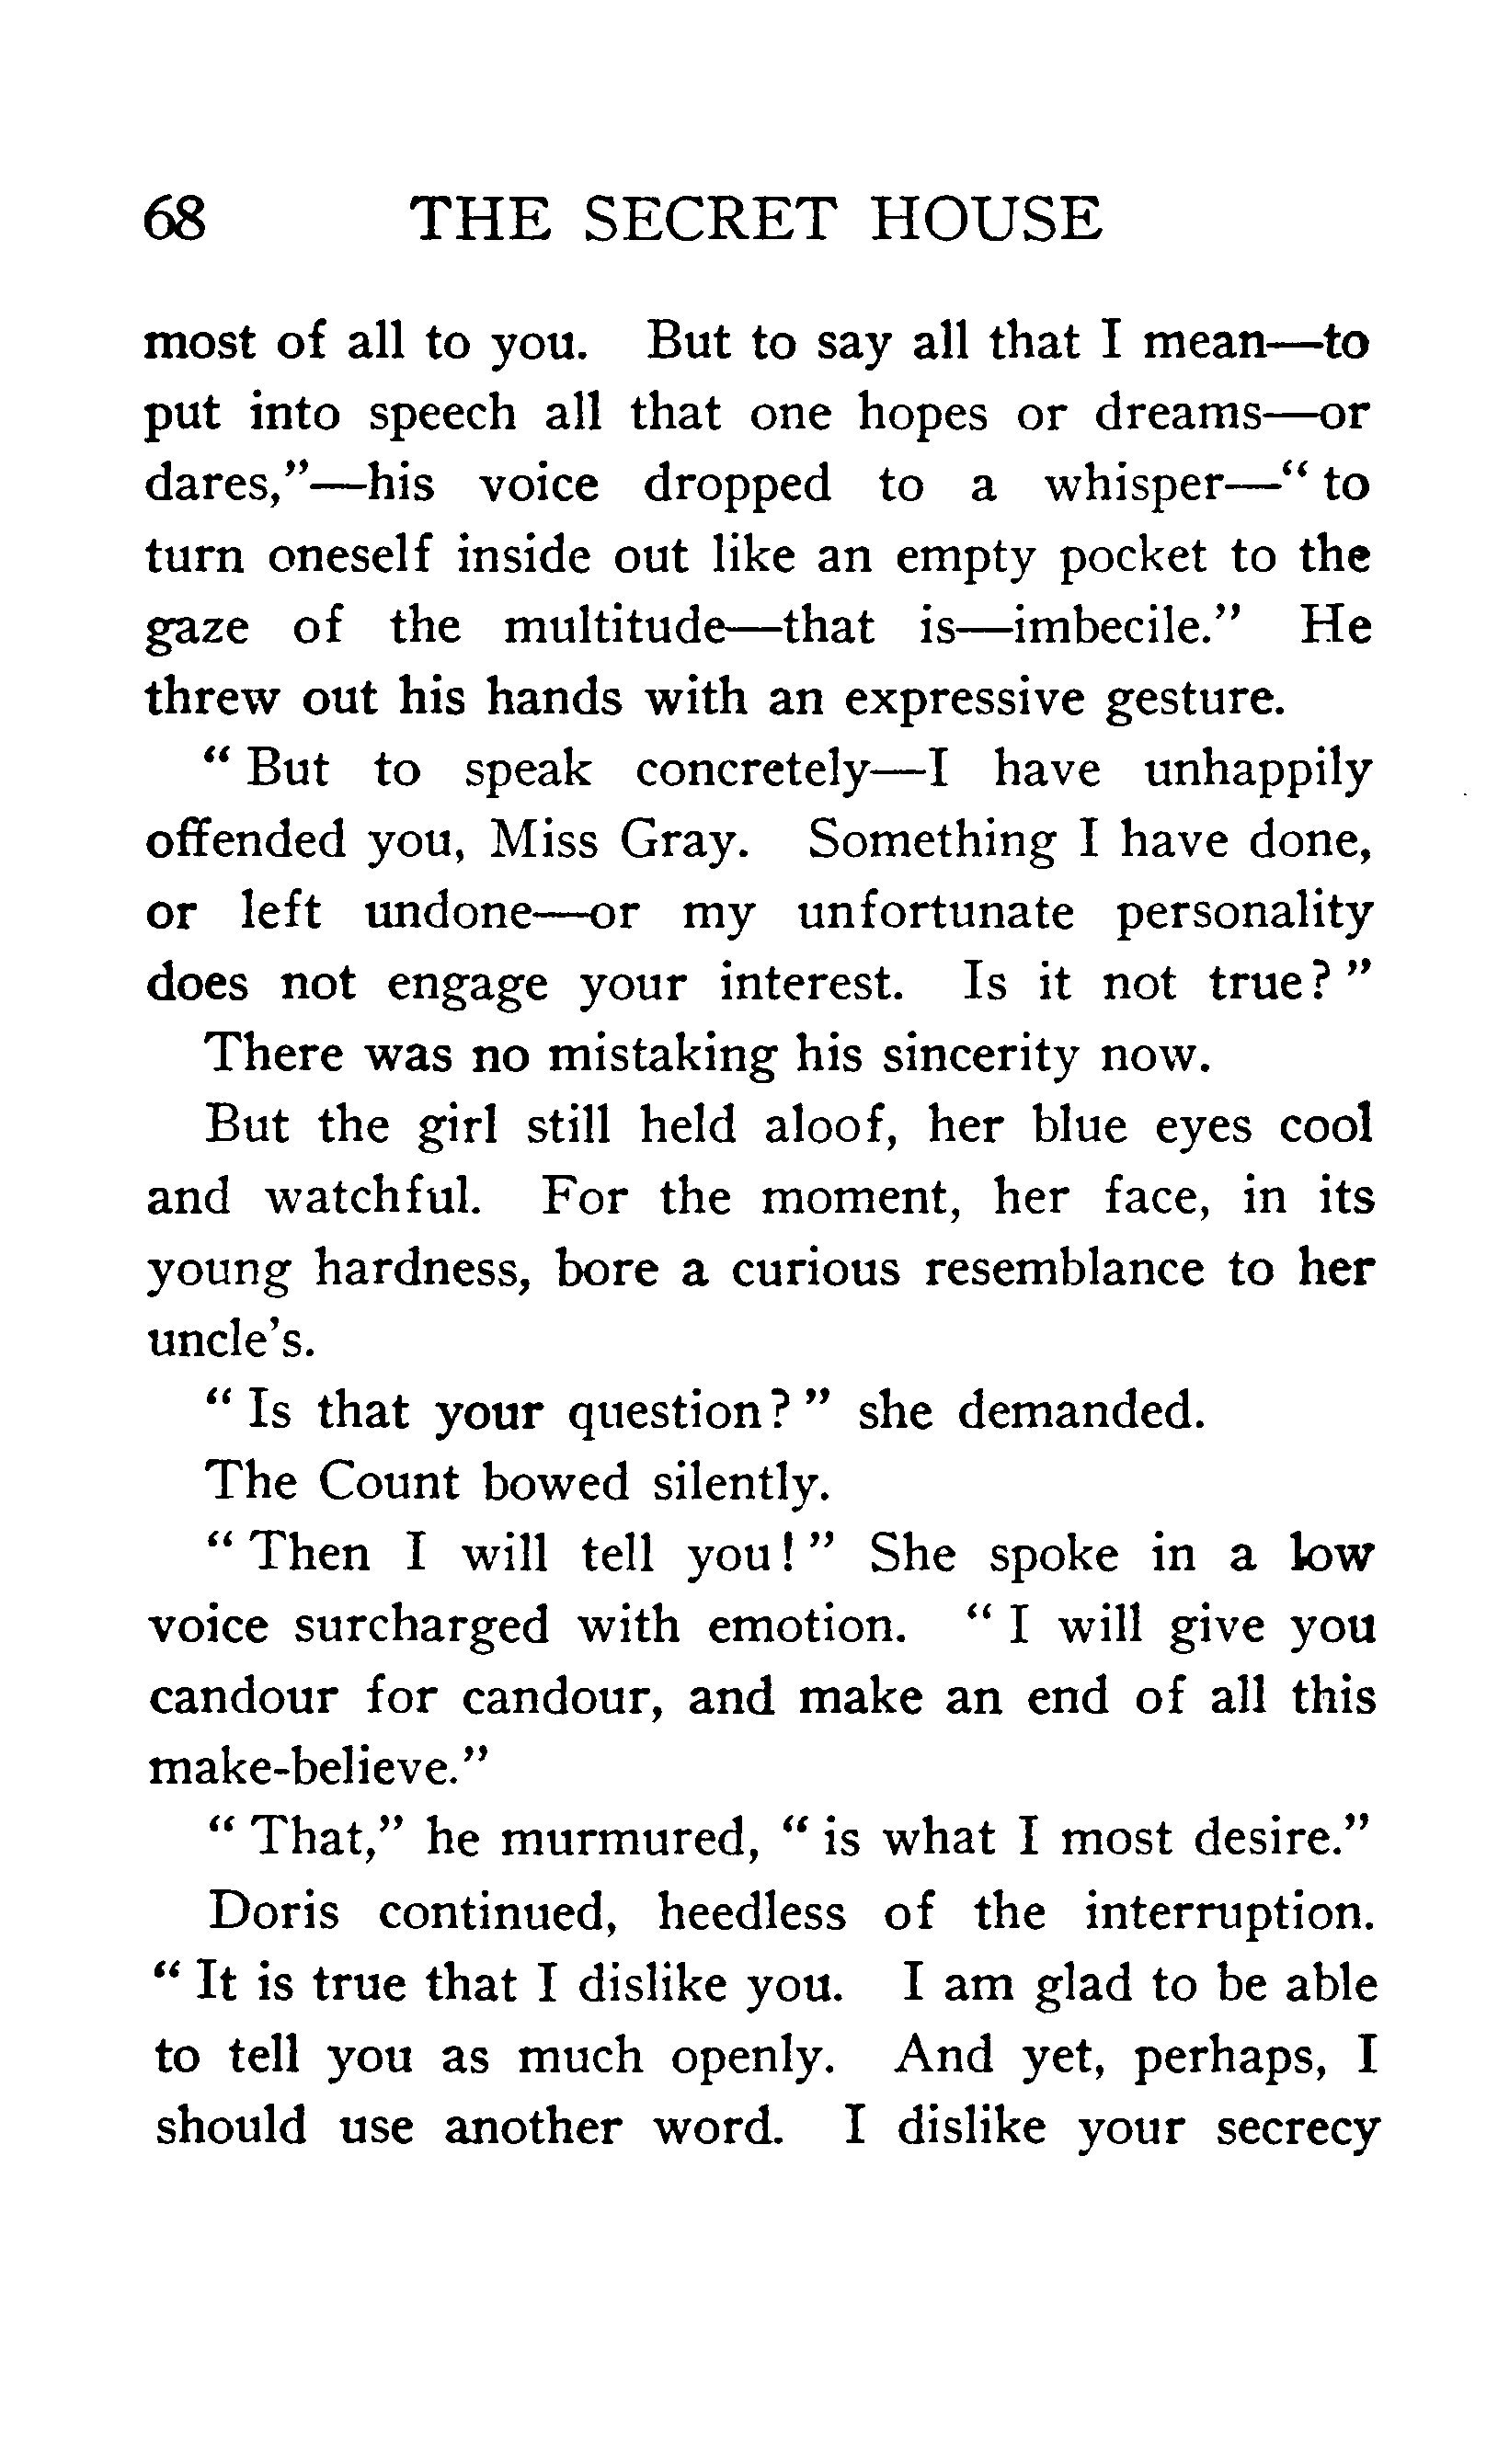 68 THE SECRET HOUSE
most of all to you. But to say all that I mean—to
put into speech all that one hopes or dreams—or
dares,”—his voice dropped to a whisper—“ to
turn oneself inside out like an empty pocket to the
gaze of the multitude—that is—imbecile.” He
threw out his hands with an expressive gesture.
“ But to speak concretely—I have unhappily
offended you, Miss Gray. Something I have done,
or left undone—or my unfortunate personality
does not engage your interest. Is it not true? ”
There was no mistaking his sincerity now.
But the girl still held aloof, her blue eyes cool
and watchful. For the moment, her face, in its
young hardness, bore a curious resemblance to her
uncle’s.
“ Is that your question? ” she demanded.
The Count bowed silently.
“ Then I will tell you! ” She spoke in a low
voice surcharged with emotion. “ I will give you
candour for candour, and make an end of all this
make-believe.”
“ That,” he murmured, “ is what I most desire.”
Doris continued, heedless of the interruption.
“ It is true that I dislike you. I am glad to be able
to tell you as much openly. And yet, perhaps, I
should use another word. I dislike your secrecy